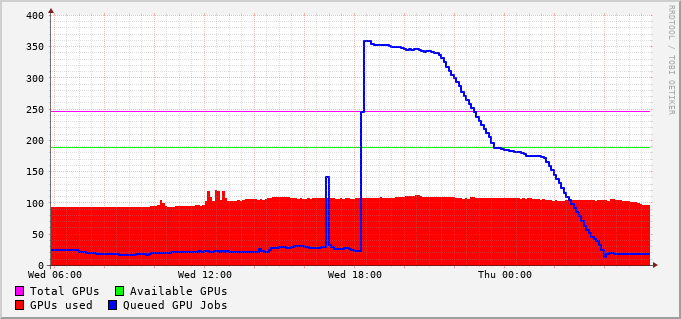 400
350
300
250
200
150
100
50
0
Wed 06:00 Wed 12:00 Wed 18:00 Thu 00:00
Total GPUs Available GPUs
GPUs used Queued GPU Jobs
RRDTOOL / TOBI OETIKER